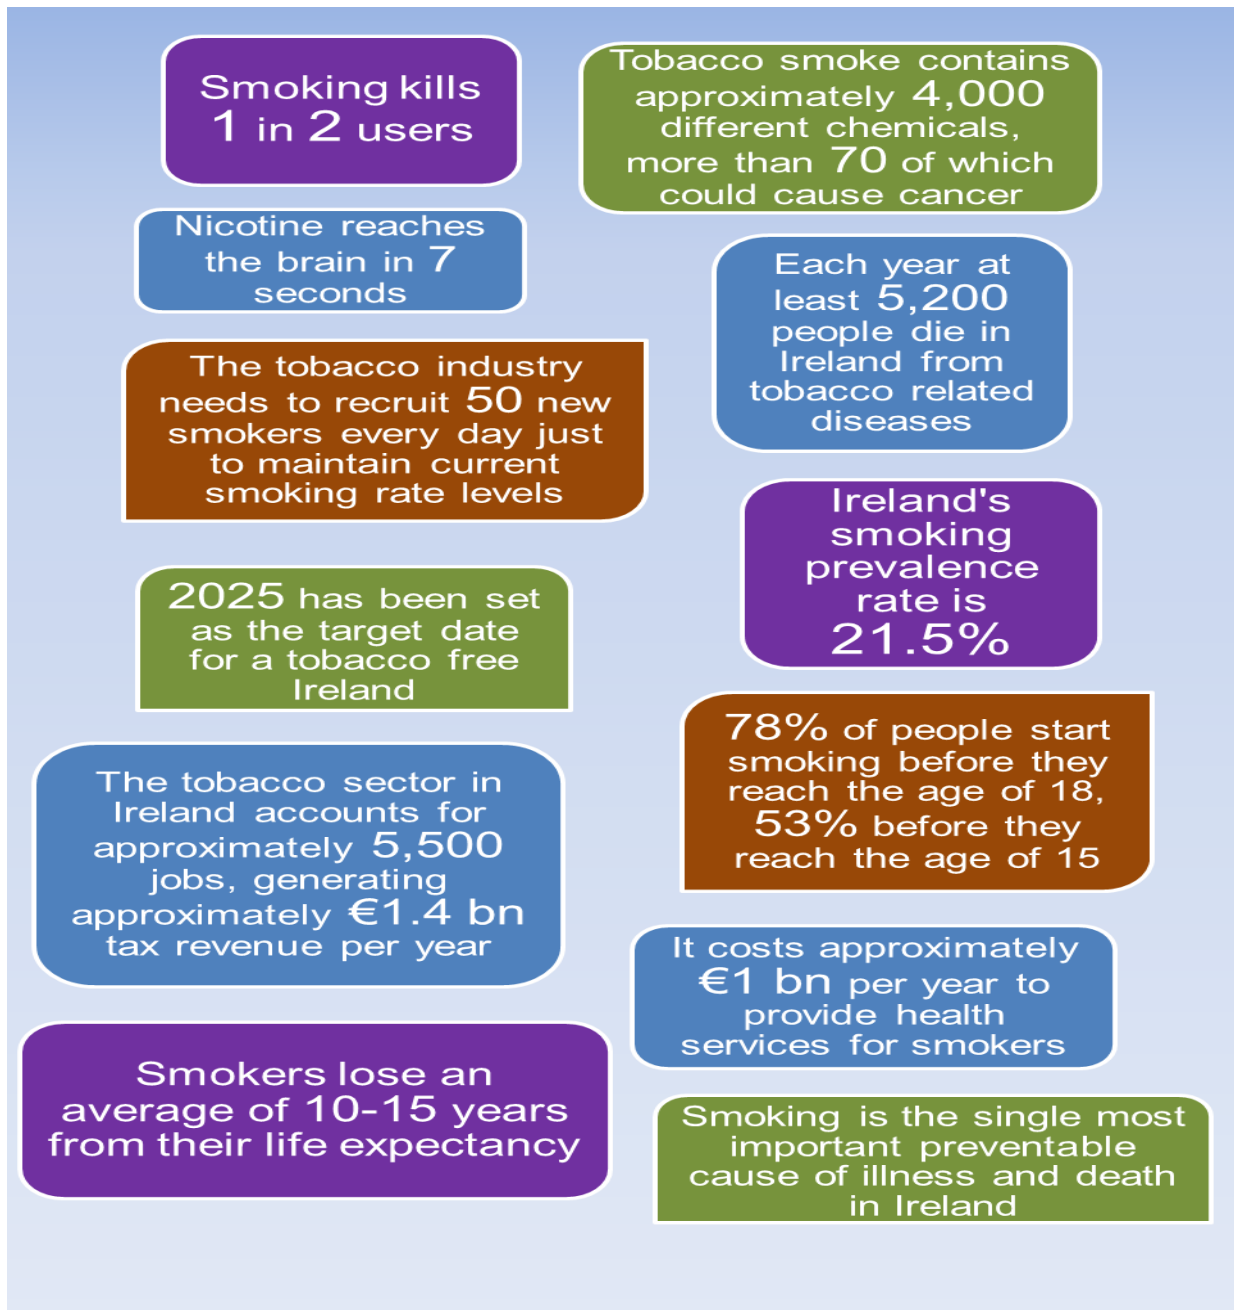 Smoking kills
1 in 2 users
Tobacco smoke contains
approximately 4,000
different chemicals,
more than 70 of which
could cause cancer
Nicotine reaches
the brain in 7
seconds
Each year at
least 5,200
people die in
Ireland from
tobacco related
diseases
The tobacco industry
needs to recruit 50 new
smokers every day just
to maintain current
smoking rate levels
Ireland's
smoking
prevalence
rate is
21.5%
2025 has been set
as the target date
for a tobacco free
Ireland
78% of people start
smoking before they
reach the age of 18,
53% before they
reach the age of 15
The tobacco sector in
Ireland accounts for
approximately 5,500
jobs, generating
approximately €1.4 bn
tax revenue per year
It costs approximately
€1 bn per year to
provide health
services for smokers
Smokers lose an
average of 10-15 years
from their life expectancy
Smoking is the single most
important preventable
cause of illness and death
in Ireland